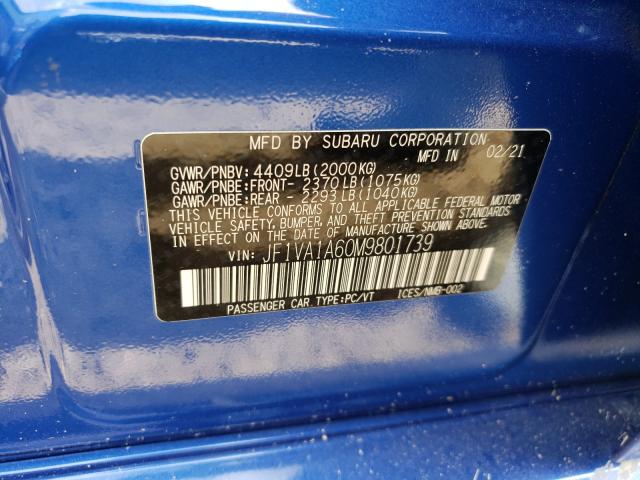 MFD BY SUBARU CORPORATION
MFD IN 02/21
GVWR/PNBV: 4409LB(2000KG)
GAWR/PNBE:FRONT- 2370LB(1075KG)
GAWR/PNBE:REAR - 2293LB(1040KG)
THIS VEHICLE CONFORMS TO ALL APPLICABLE FEDERAL MOTOR
VEHICLE SAFETY, BUMPER, AND THEFT PREVENTION STANDARDS
IN EFFECT ON THE DATE OF MANUFACTURE SHOWN ABOVE.
VIN: JF1VA1A60M9801739
PASSENGER CAR. TYPE:PC/VT ICES/NMB-002